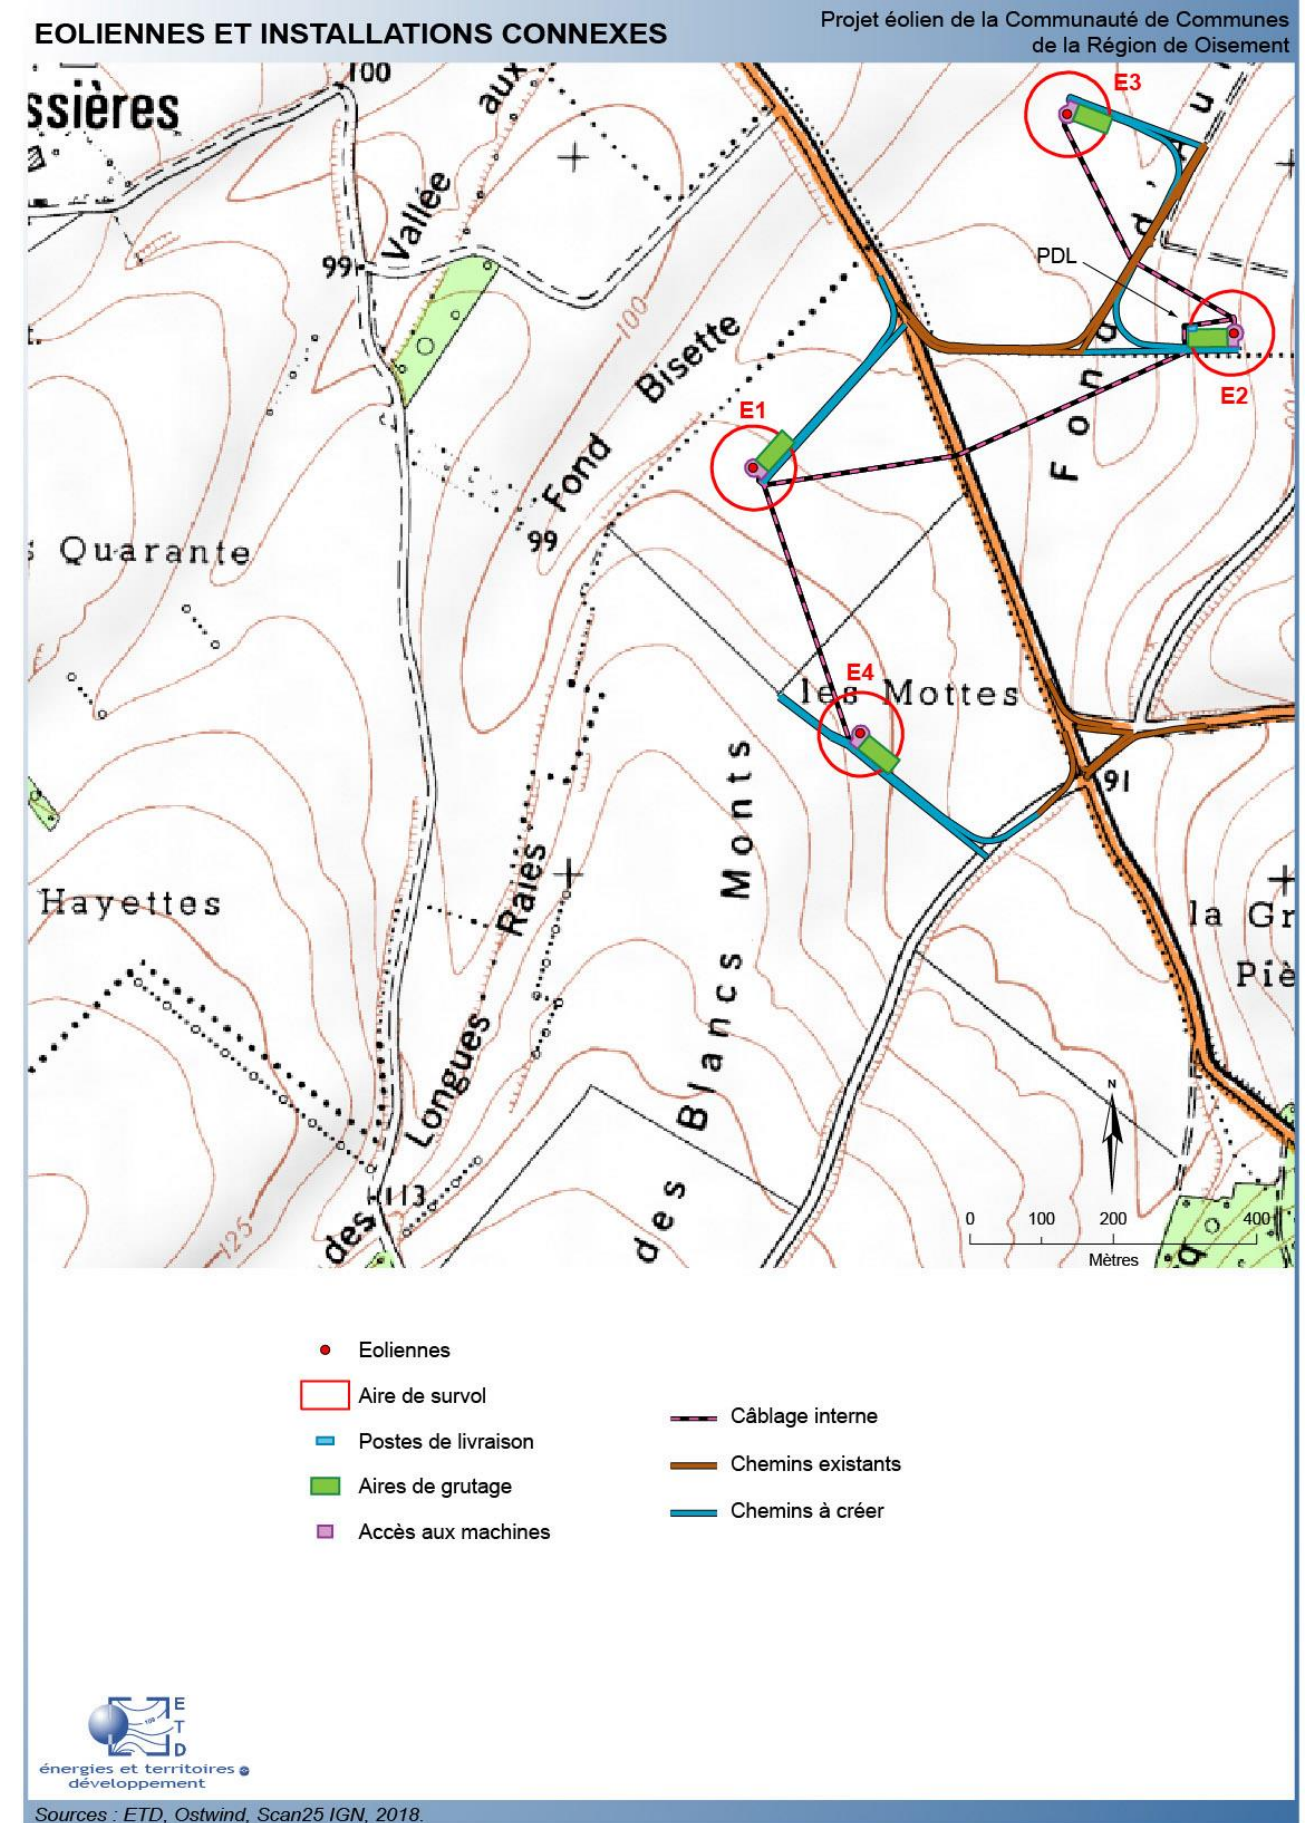 EOLIENNES ET INSTALLATIONS CONNEXES
Projet éolien de la Communauté de Communes
de la Région de Oisement
100
ssières
aux
Vallée
99
E3
d'
PDL
100
Bisette
Fond
E1
E2
Fond
99
s Quarante
E4
les Mottes
91
Hayettes
Raies
Longues
des
Blancs Monts
des
la Gr
Piè
N
113
125
0 100 200 400
Mètres
Eoliennes
Aire de survol
Postes de livraison
Aires de grutage
Accès aux machines
Câblage interne
Chemins existants
Chemins à créer
E
T
D
énergies et territoires
développement
Sources : ETD, Ostwind, Scan25 IGN, 2018.